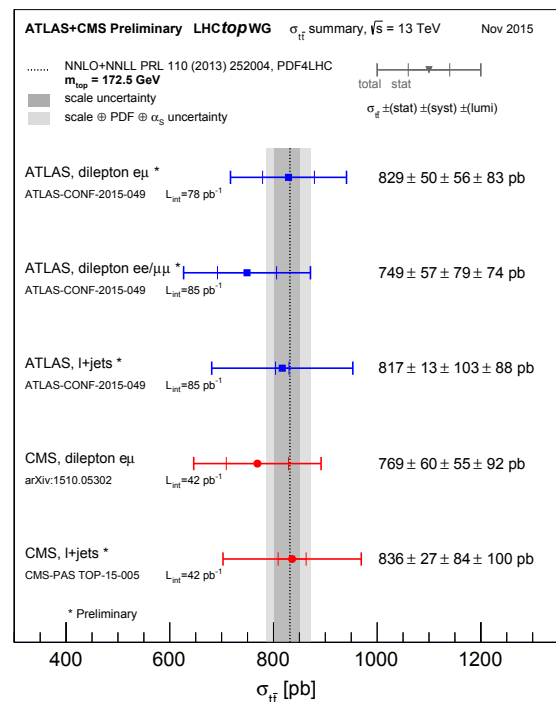 ATLAS+CMS Preliminary LHCtopWG σtt̄ summary, √s = 13 TeV Nov 2015
NNLO+NNLL PRL 110 (2013) 252004, PDF4LHC
mtop = 172.5 GeV
scale uncertainty
scale ⊕ PDF ⊕ αS uncertainty
total stat
σtt̄ ±(stat) ±(syst) ±(lumi)
ATLAS, dilepton eμ * 829 ± 50 ± 56 ± 83 pb
ATLAS-CONF-2015-049 Lint=78 pb-1
ATLAS, dilepton ee/μμ * 749 ± 57 ± 79 ± 74 pb
ATLAS-CONF-2015-049 Lint=85 pb-1
ATLAS, l+jets * 817 ± 13 ± 103 ± 88 pb
ATLAS-CONF-2015-049 Lint=85 pb-1
CMS, dilepton eμ 769 ± 60 ± 55 ± 92 pb
arXiv:1510.05302 Lint=42 pb-1
CMS, l+jets * 836 ± 27 ± 84 ± 100 pb
CMS-PAS TOP-15-005 Lint=42 pb-1
* Preliminary
400 600 800 1000 1200
σtt̄ [pb]